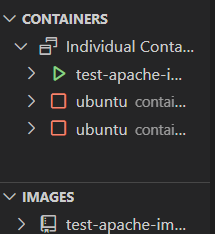 CONTAINERS
Individual Conta...
test-apache-i...
ubuntu contai...
ubuntu contai...
IMAGES
test-apache-im...